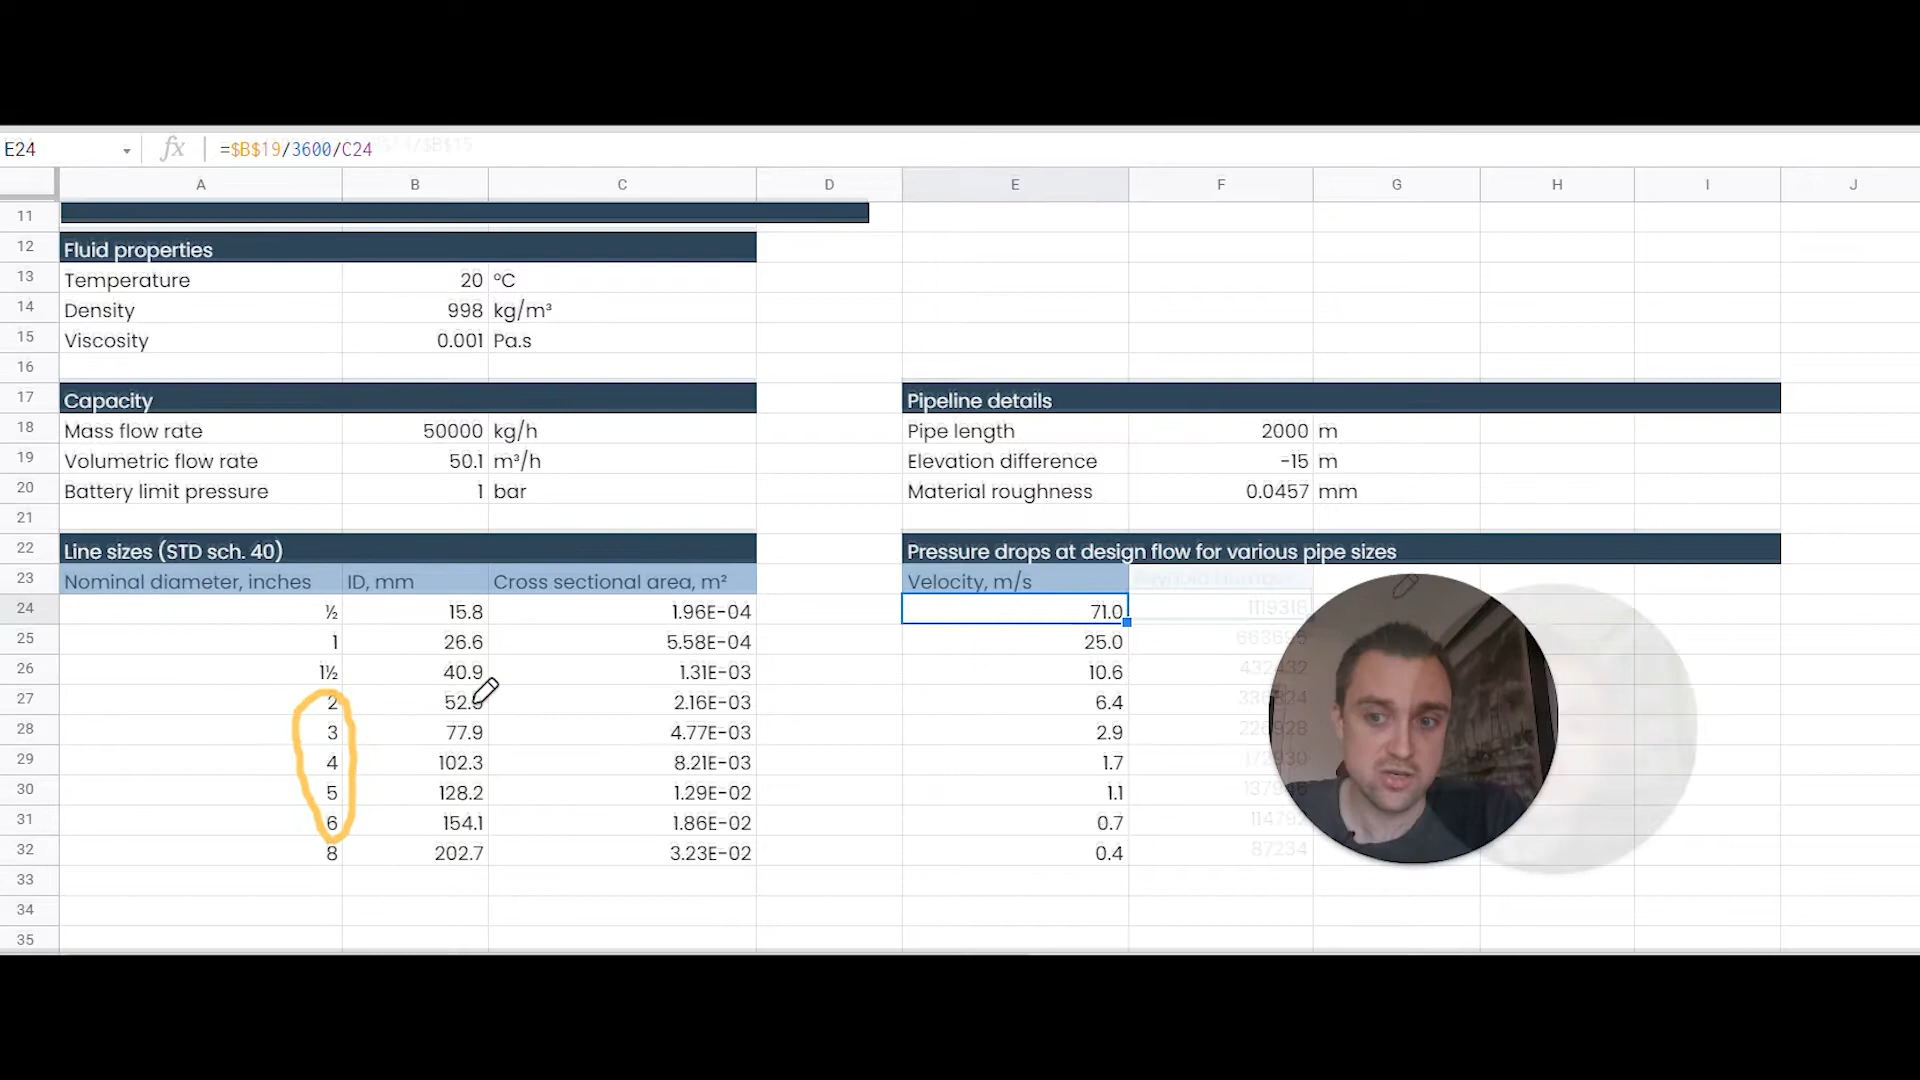 E24 fx =$B$19/3600/C24
A B C D E F G H I J
11
12 Fluid properties
13 Temperature 20 °C
14 Density 998 kg/m³
15 Viscosity 0.001 Pa.s
16
17 Capacity Pipeline details
18 Mass flow rate 50000 kg/h Pipe length 2000 m
19 Volumetric flow rate 50.1 m³/h Elevation difference -15 m
20 Battery limit pressure 1 bar Material roughness 0.0457 mm
21
22 Line sizes (STD sch. 40) Pressure drops at design flow for various pipe sizes
23 Nominal diameter, inches ID, mm Cross sectional area, m² Velocity, m/s
24 ½ 15.8 1.96E-04 71.0 1119318
25 1 26.6 5.58E-04 25.0
26 1½ 40.9 1.31E-03 10.6 432432
27 2 2.16E-03 6.4
28 3 77.9 4.77E-03 2.9
29 4 102.3 8.21E-03 1.7
30 5 128.2 1.29E-02 1.1
31 6 154.1 1.86E-02 0.7
32 8 202.7 3.23E-02 0.4 87234
33
34
35